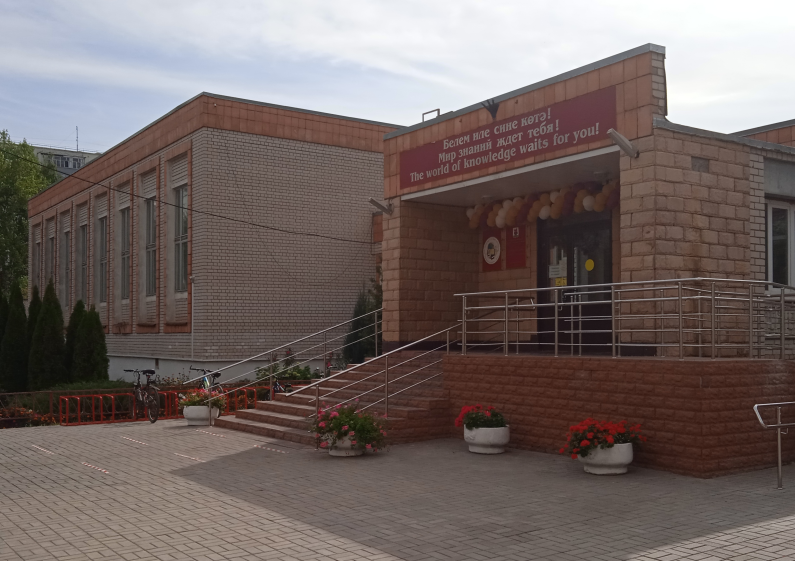 Белем иле сине көтә!
Мир знаний ждет тебя!
The world of knowledge waits for you!